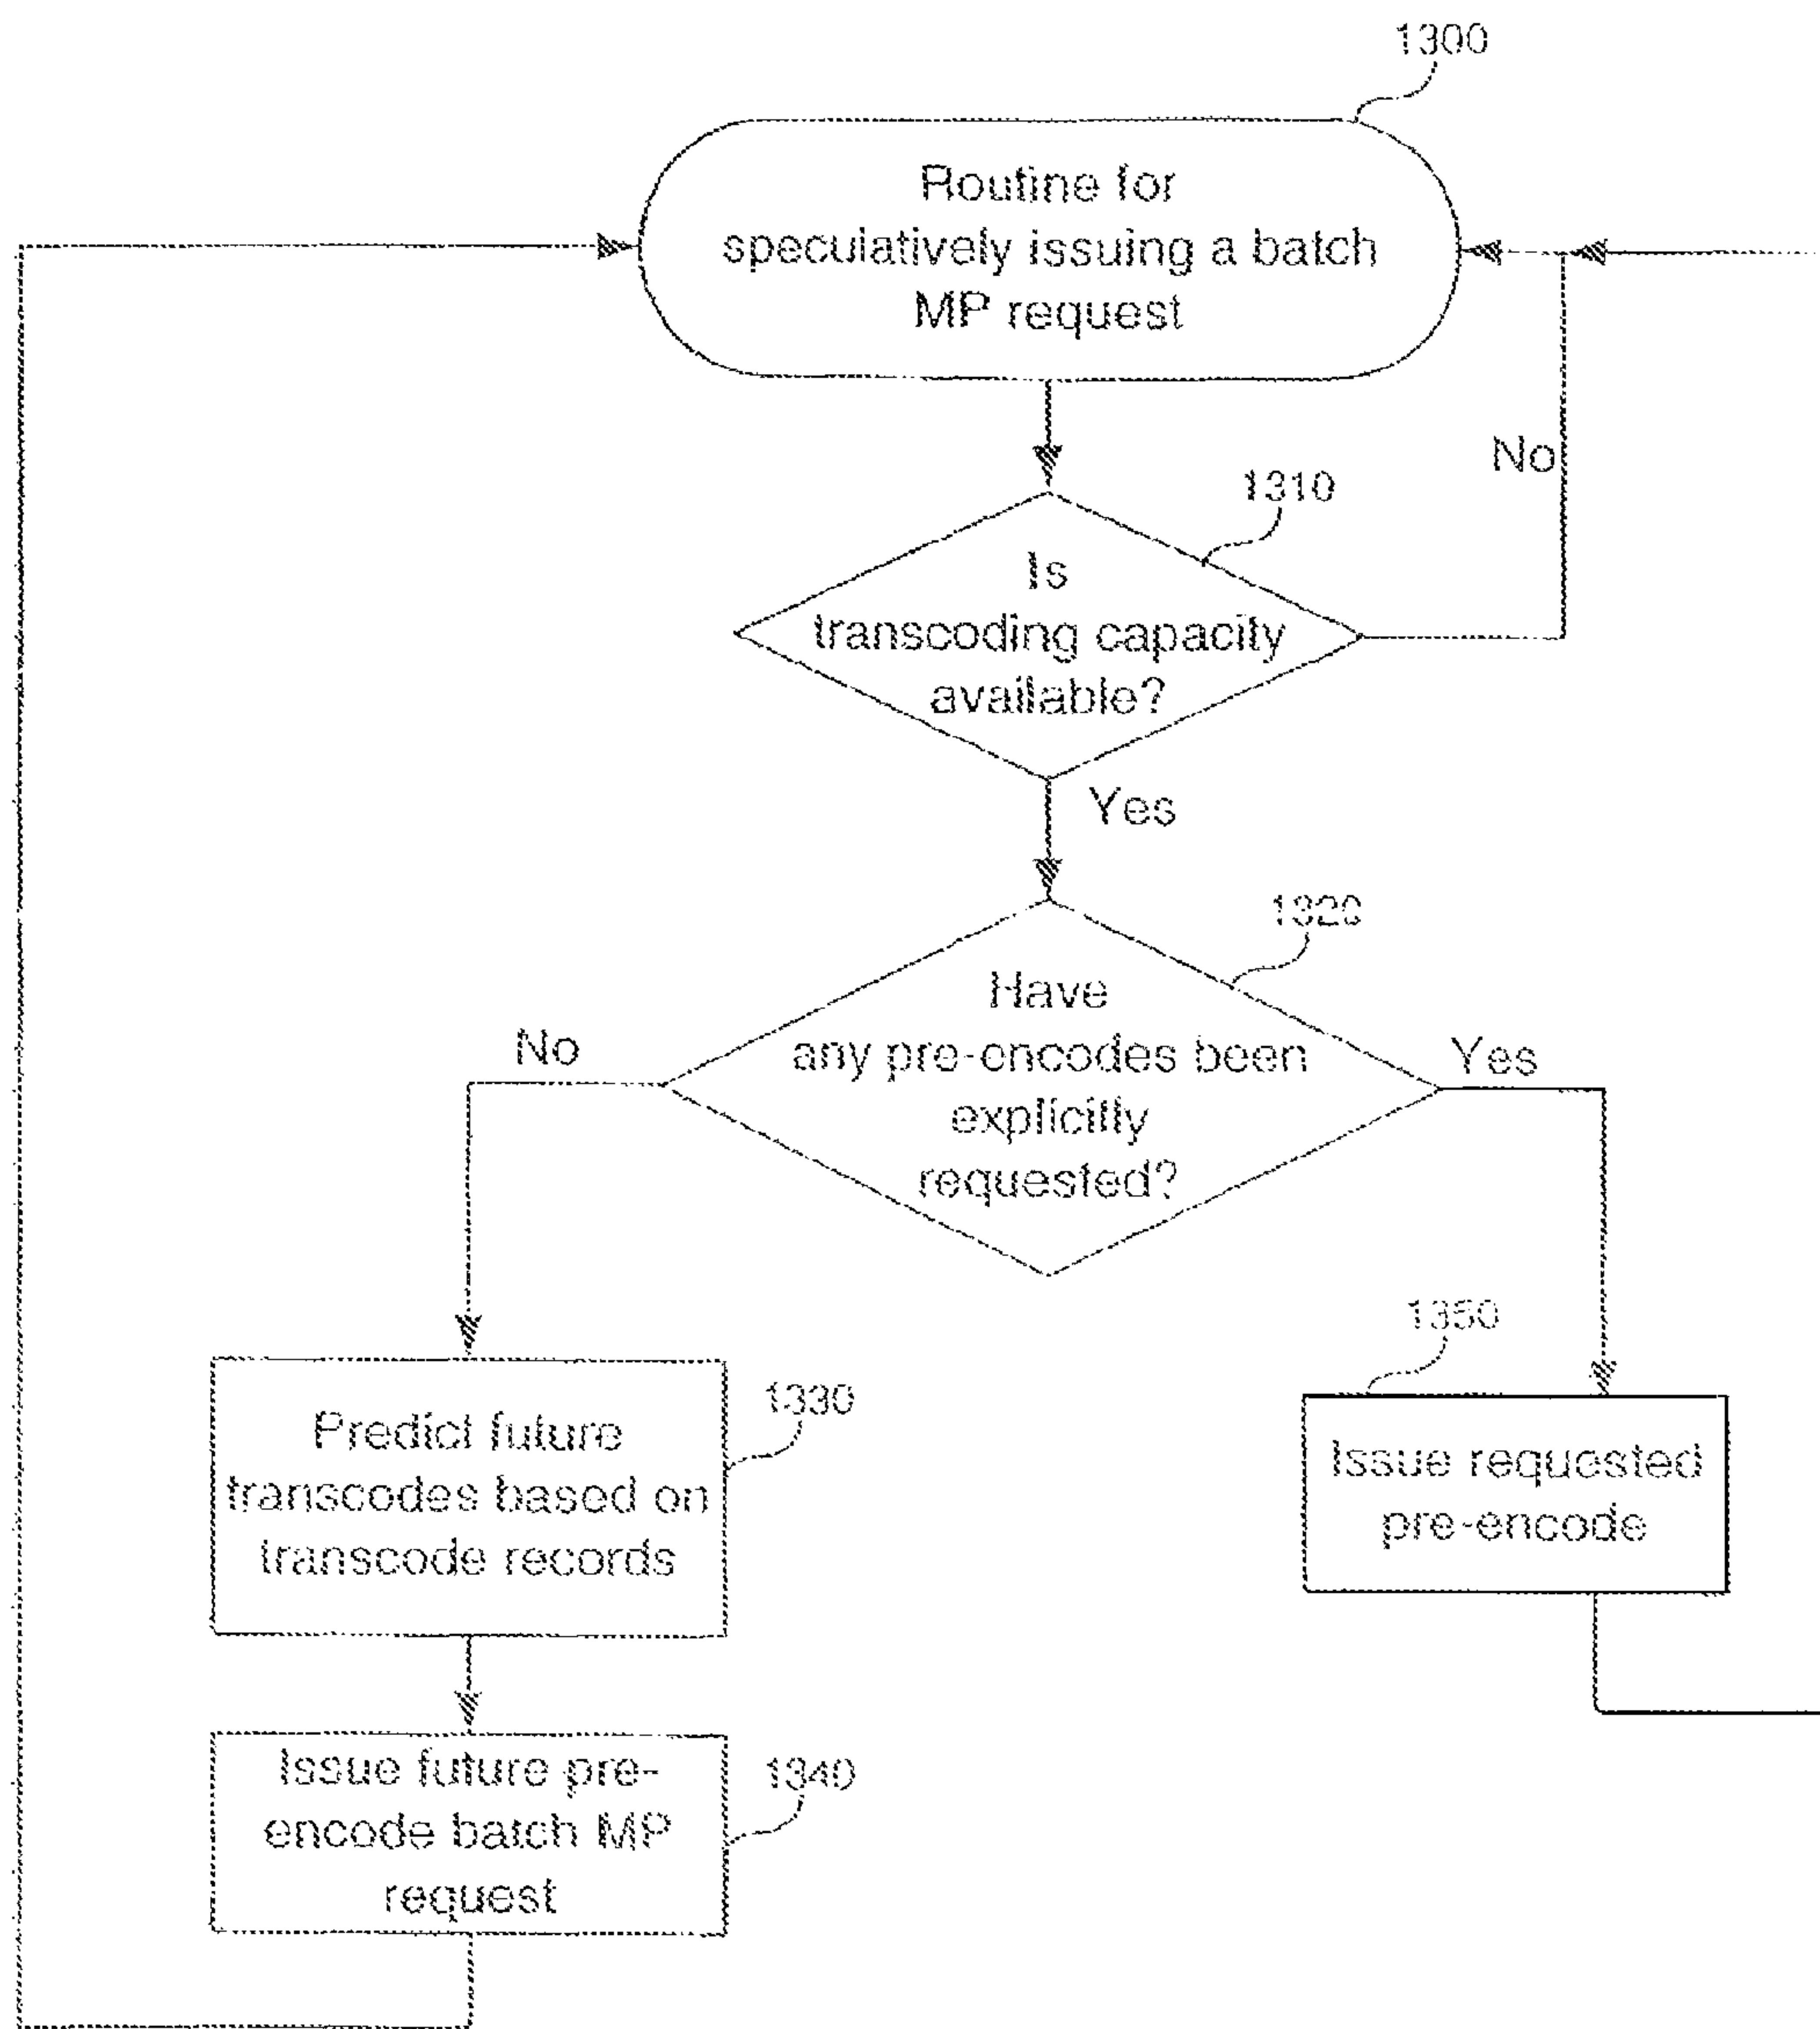 1300
Routine for
speculatively issuing a batch
MP request
No
1310
Is
transcoding capacity
available?
Yes
1320
Have
any pre-encodes been
explicitly
requested?
No
Yes
1350
1330
Predict future
transcodes based on
transcode records
Issue requested
pre-encode
1340
Issue future pre-
encode batch MP
request